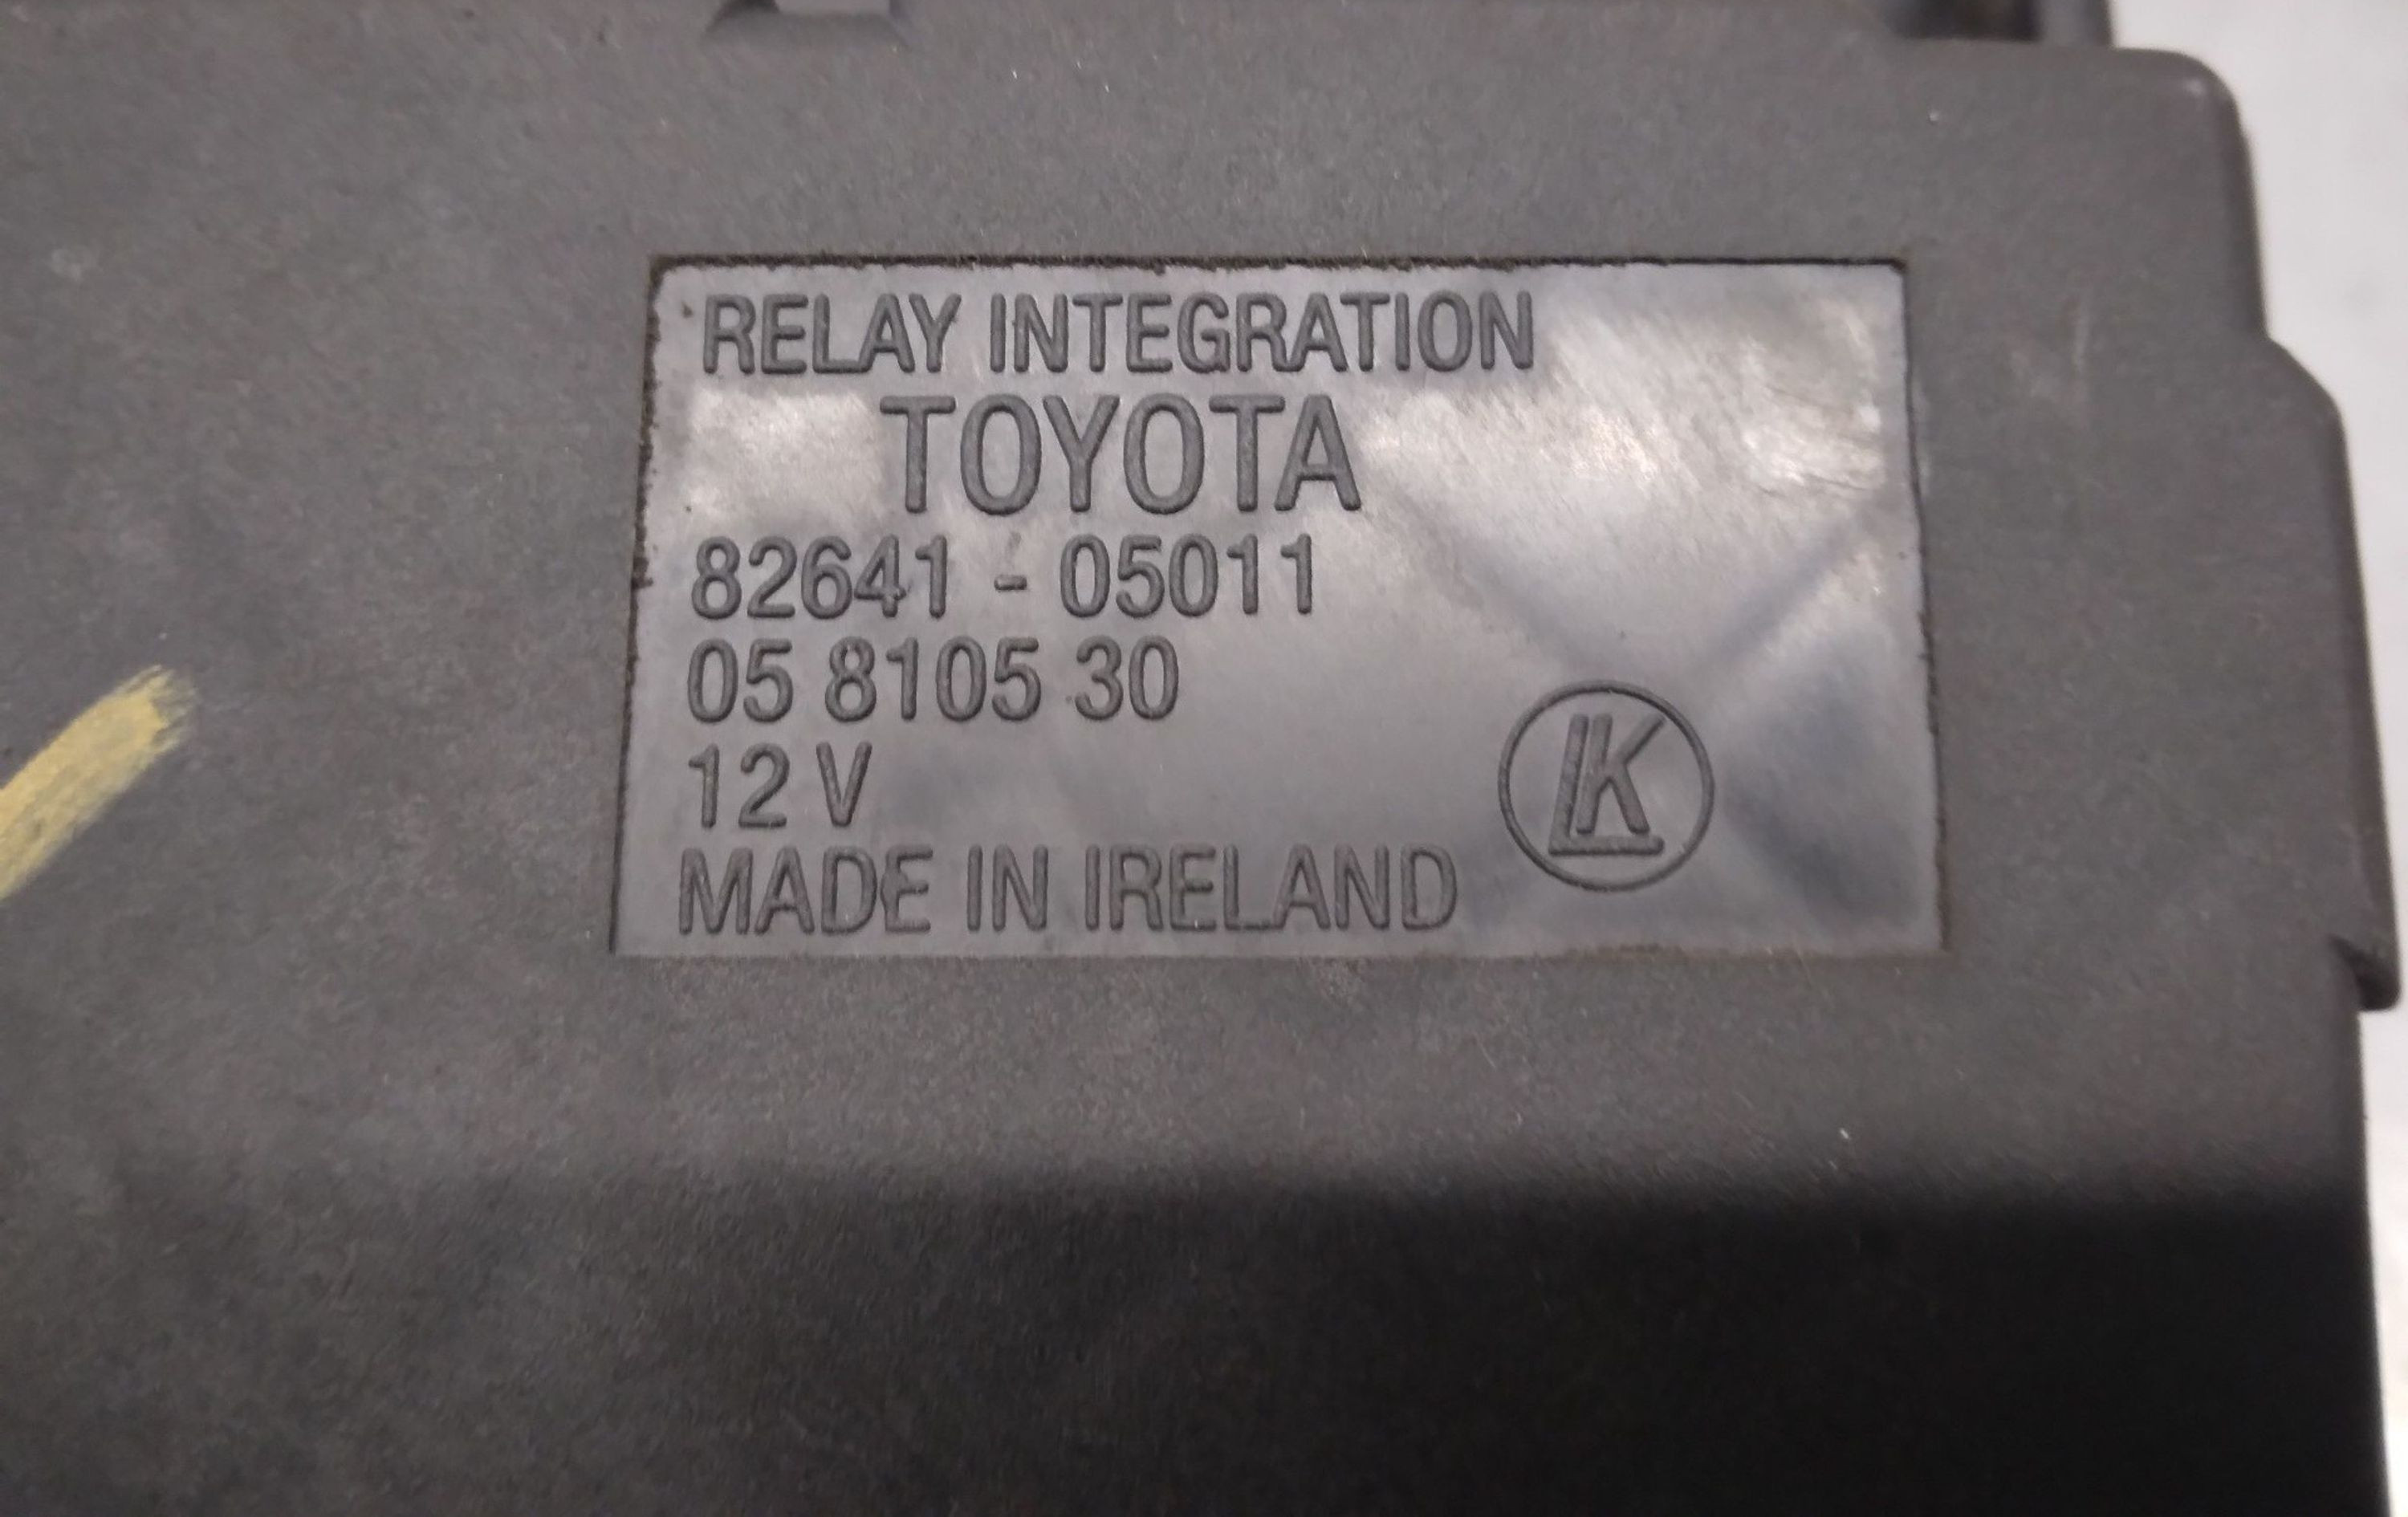 RELAY INTEGRATION
TOYOTA
82641 - 05011
05 8105 30
12 V
LK
MADE IN IRELAND